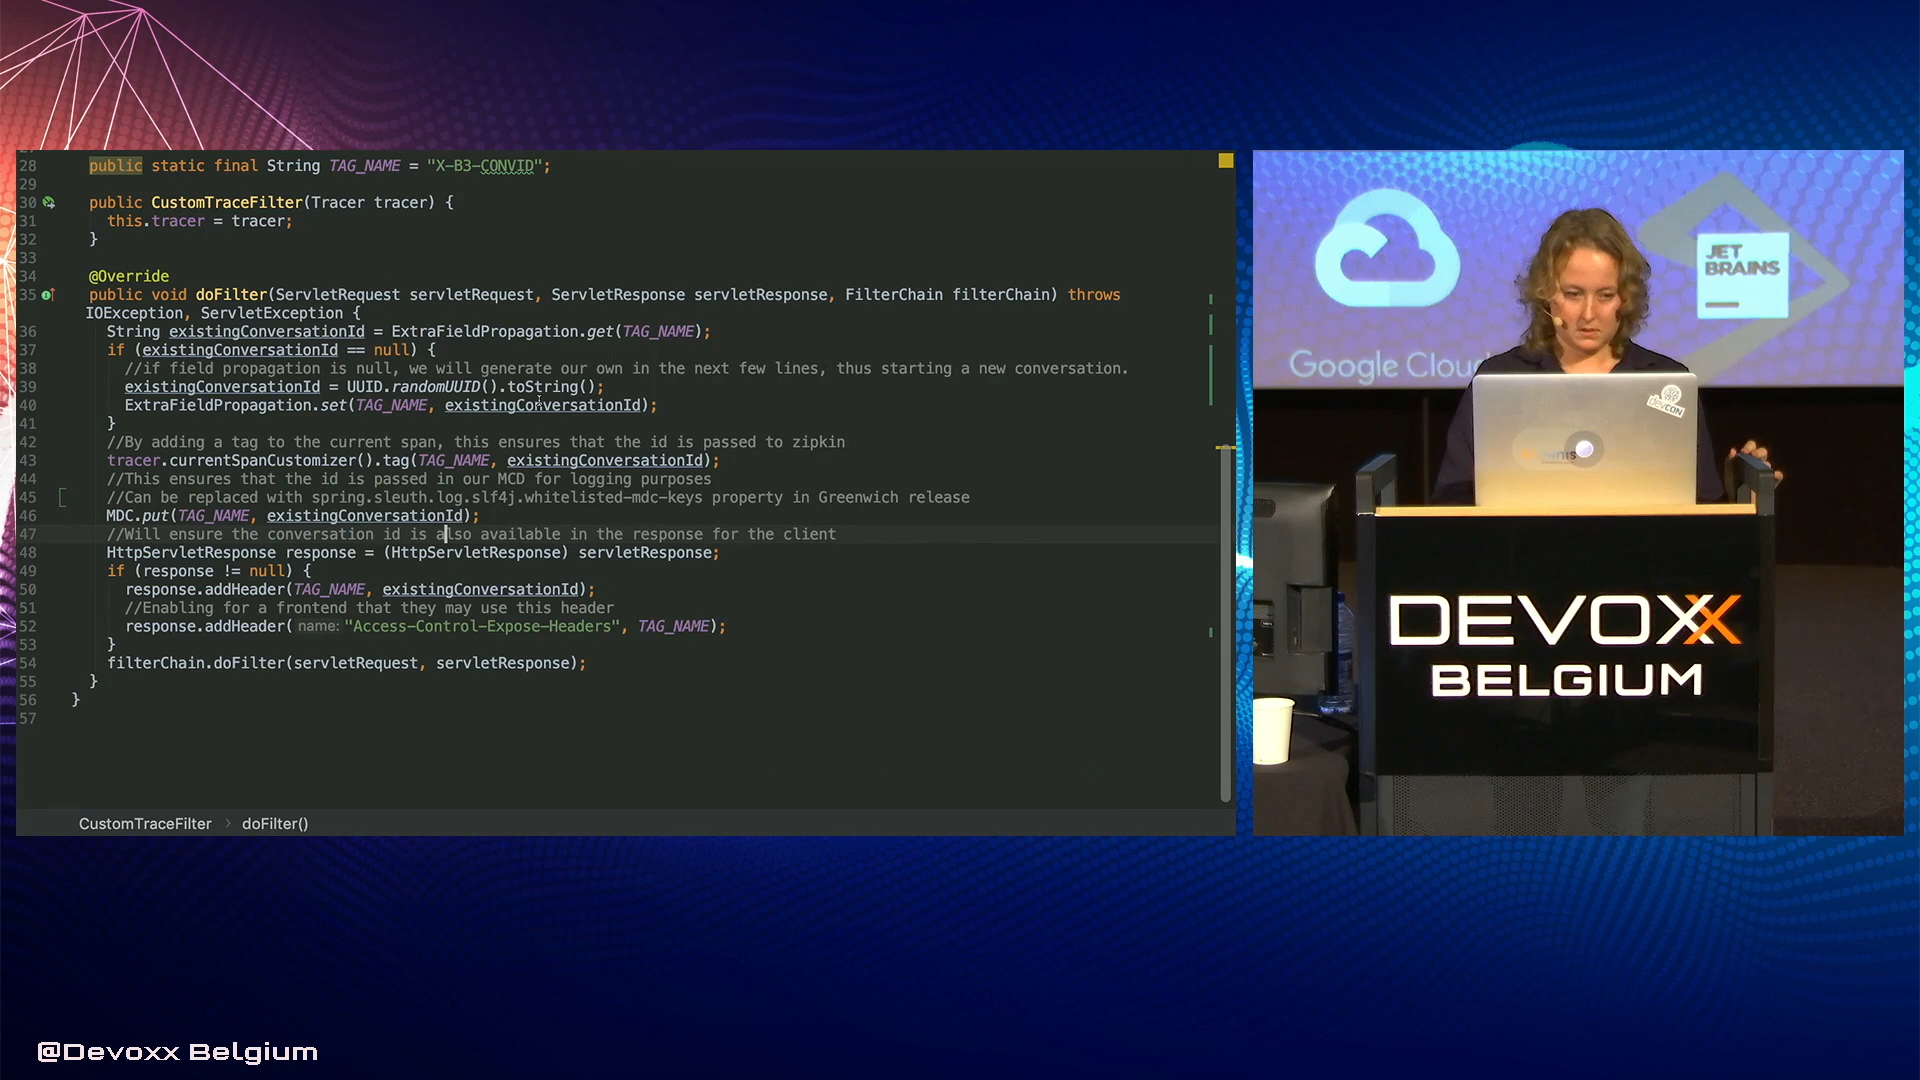 28 public static final String TAG_NAME = "X-B3-CONVID";
29
30 public CustomTraceFilter(Tracer tracer) {
31 this.tracer = tracer;
32 }
33
34 @Override
35 public void doFilter(ServletRequest servletRequest, ServletResponse servletResponse, FilterChain filterChain) throws
IOException, ServletException {
36 String existingConversationId = ExtraFieldPropagation.get(TAG_NAME);
37 if (existingConversationId == null) {
38 //if field propagation is null, we will generate our own in the next few lines, thus starting a new conversation.
39 existingConversationId = UUID.randomUUID().toString();
40 ExtraFieldPropagation.set(TAG_NAME, existingConversationId);
41 }
42 //By adding a tag to the current span, this ensures that the id is passed to zipkin
43 tracer.currentSpanCustomizer().tag(TAG_NAME, existingConversationId);
44 //This ensures that the id is passed in our MCD for logging purposes
45 //Can be replaced with spring.sleuth.log.slf4j.whitelisted-mdc-keys property in Greenwich release
46 MDC.put(TAG_NAME, existingConversationId);
47 //Will ensure the conversation id is also available in the response for the client
48 HttpServletResponse response = (HttpServletResponse) servletResponse;
49 if (response != null) {
50 response.addHeader(TAG_NAME, existingConversationId);
51 //Enabling for a frontend that they may use this header
52 response.addHeader( name: "Access-Control-Expose-Headers", TAG_NAME);
53 }
54 filterChain.doFilter(servletRequest, servletResponse);
55 }
56 }
57
CustomTraceFilter > doFilter()
Google
JET
BRAINS
devcon
DEVOXX
BELGIUM
@Devoxx Belgium